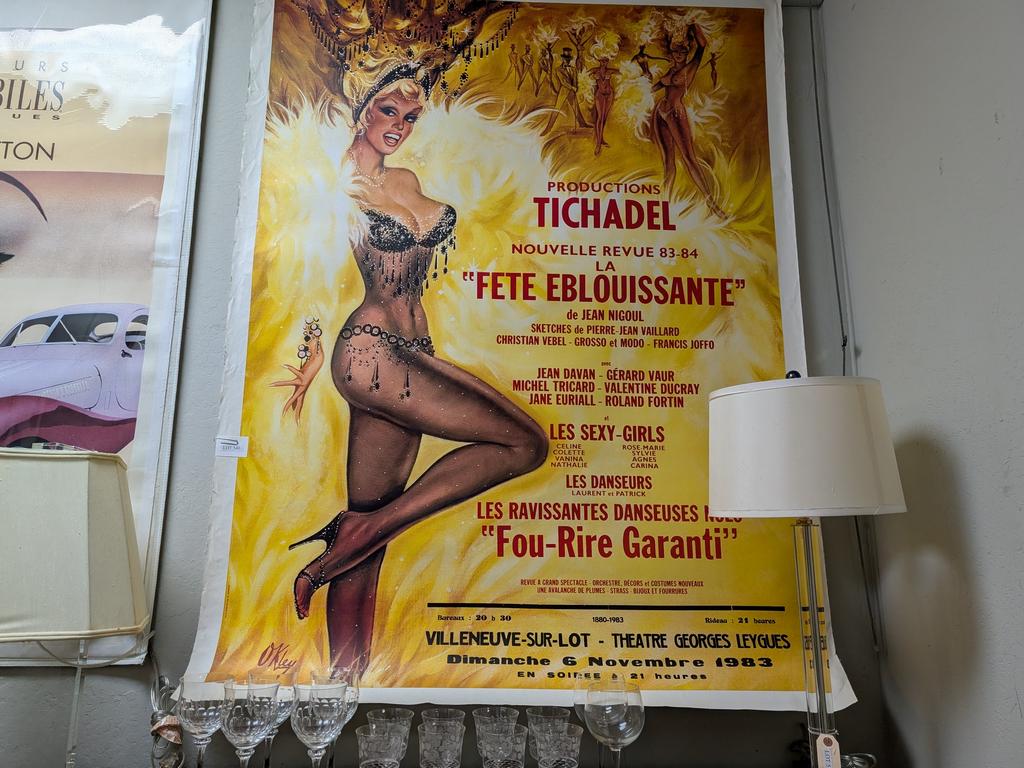 URS
BILES
UES
TON
PRODUCTIONS
TICHADEL
NOUVELLE REVUE 83-84
LA
"FETE EBLOUISSANTE"
de JEAN NIGOUL
SKETCHES de PIERRE-JEAN VAILLARD
CHRISTIAN VEBEL - GROSSO et MODO - FRANCIS JOFFO
avec
JEAN DAVAN - GÉRARD VAUR
MICHEL TRICARD - VALENTINE DUCRAY
JANE EURIALL - ROLAND FORTIN
et
LES SEXY-GIRLS
CELINE ROSE-MARIE
COLETTE SYLVIE
VANINA AGNES
NATHALIE CARINA
LES DANSEURS
LAURENT et PATRICK
LES RAVISSANTES DANSEUSES
"Fou-Rire Garanti"
REVUE A GRAND SPECTACLE - ORCHESTRE, DÉCORS et COSTUMES NOUVEAUX
UNE AVALANCHE DE PLUMES - STRASS - BIJOUX ET FOURRURES
Bureaux : 20 h 30 1880-1983 Rideau : 21 heures
VILLENEUVE-SUR-LOT - THEATRE GEORGES LEYGUES
Dimanche 6 Novembre 1983
EN SOIREE à 21 heures
O'Kley